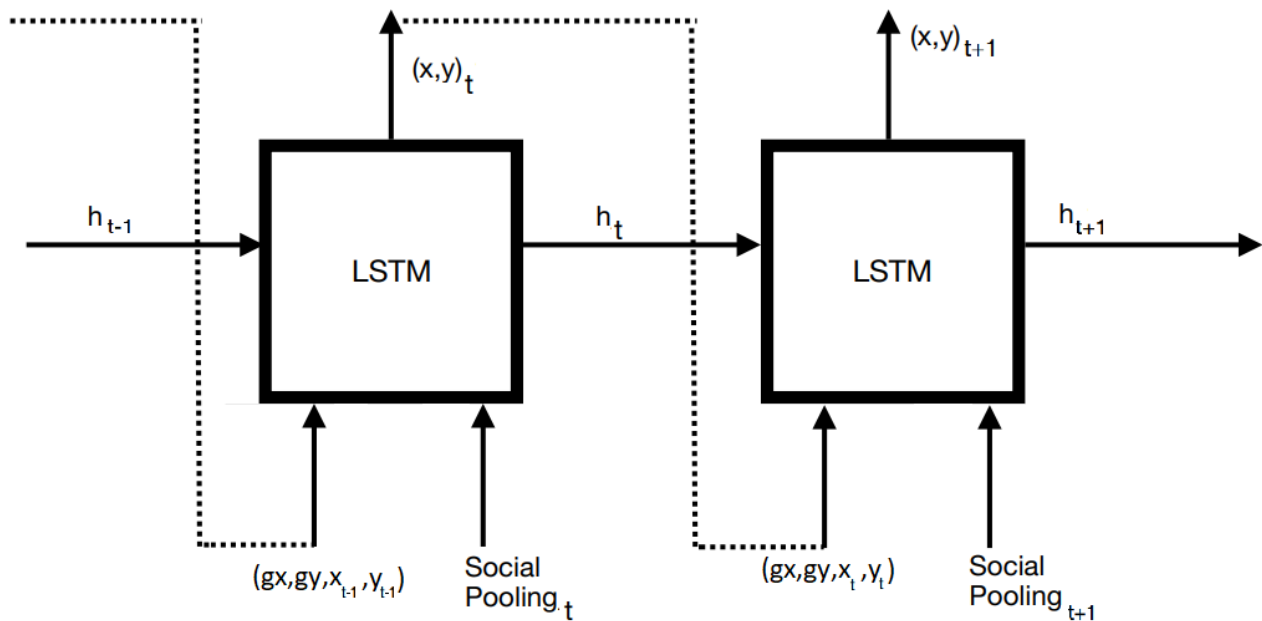 (x,y)t
(x,y)t+1
ht-1
ht
ht+1
LSTM
LSTM
(gx,gy,xt-1,yt-1)
Social
Pooling,t
(gx,gy,xt,yt)
Social
Pooling t+1